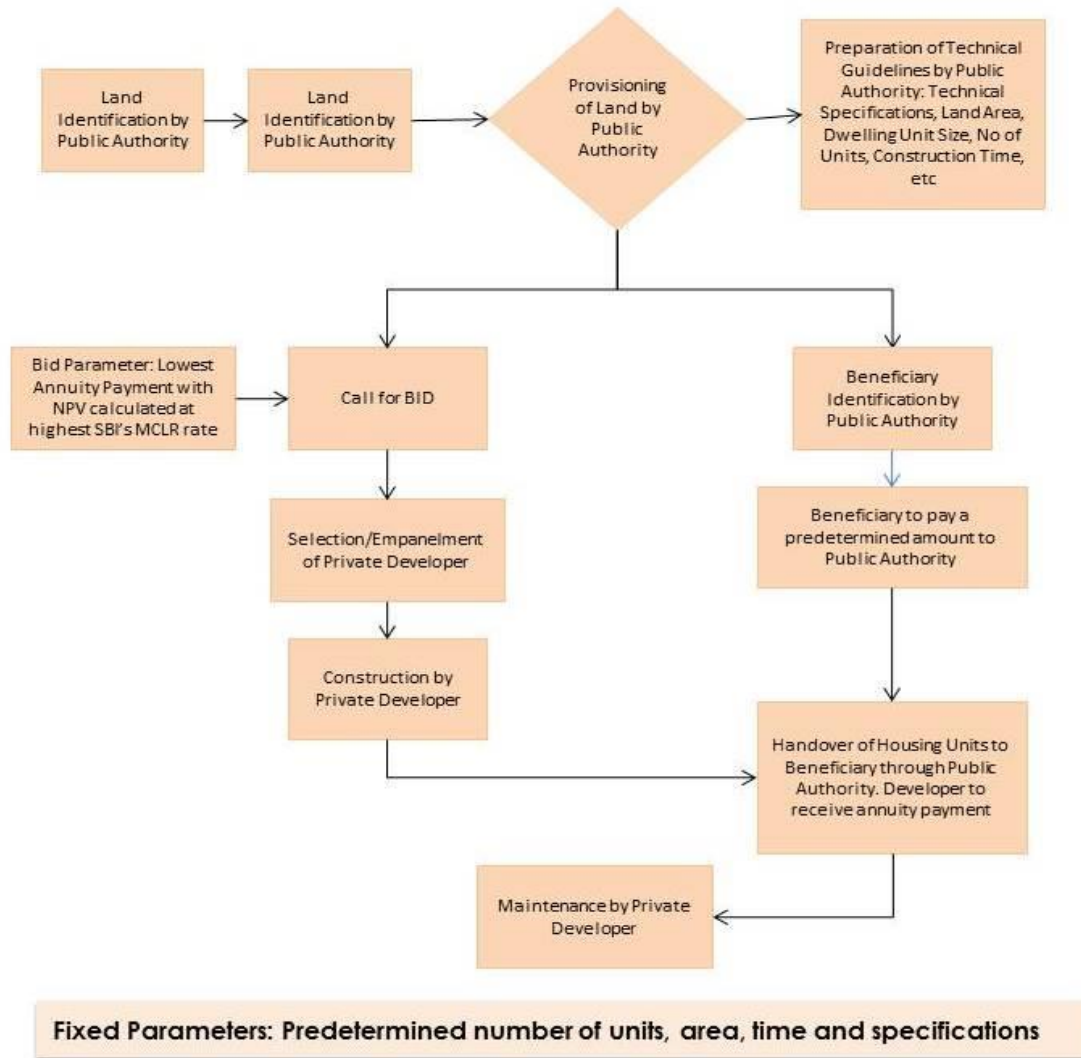 Land
Identification by
Public Authority
Land
Identification by
Public Authority
Provisioning
of Land by
Public
Authority
Preparation of Technical
Guidelines by Public
Authority: Technical
Specifications, Land Area,
Dwelling Unit Size, No of
Units, Construction Time,
etc
Bid Parameter: Lowest
Annuity Payment with
NPV calculated at
highest SBI's MCLR rate
Call for BID
Beneficiary
Identification by
Public Authority
Selection/Empanelment
of Private Developer
Beneficiary to pay a
predetermined amount to
Public Authority
Construction by
Private Developer
Handover of Housing Units to
Beneficiary through Public
Authority. Developer to
receive annuity payment
Maintenance by Private
Developer
Fixed Parameters: Predetermined number of units, area, time and specifications